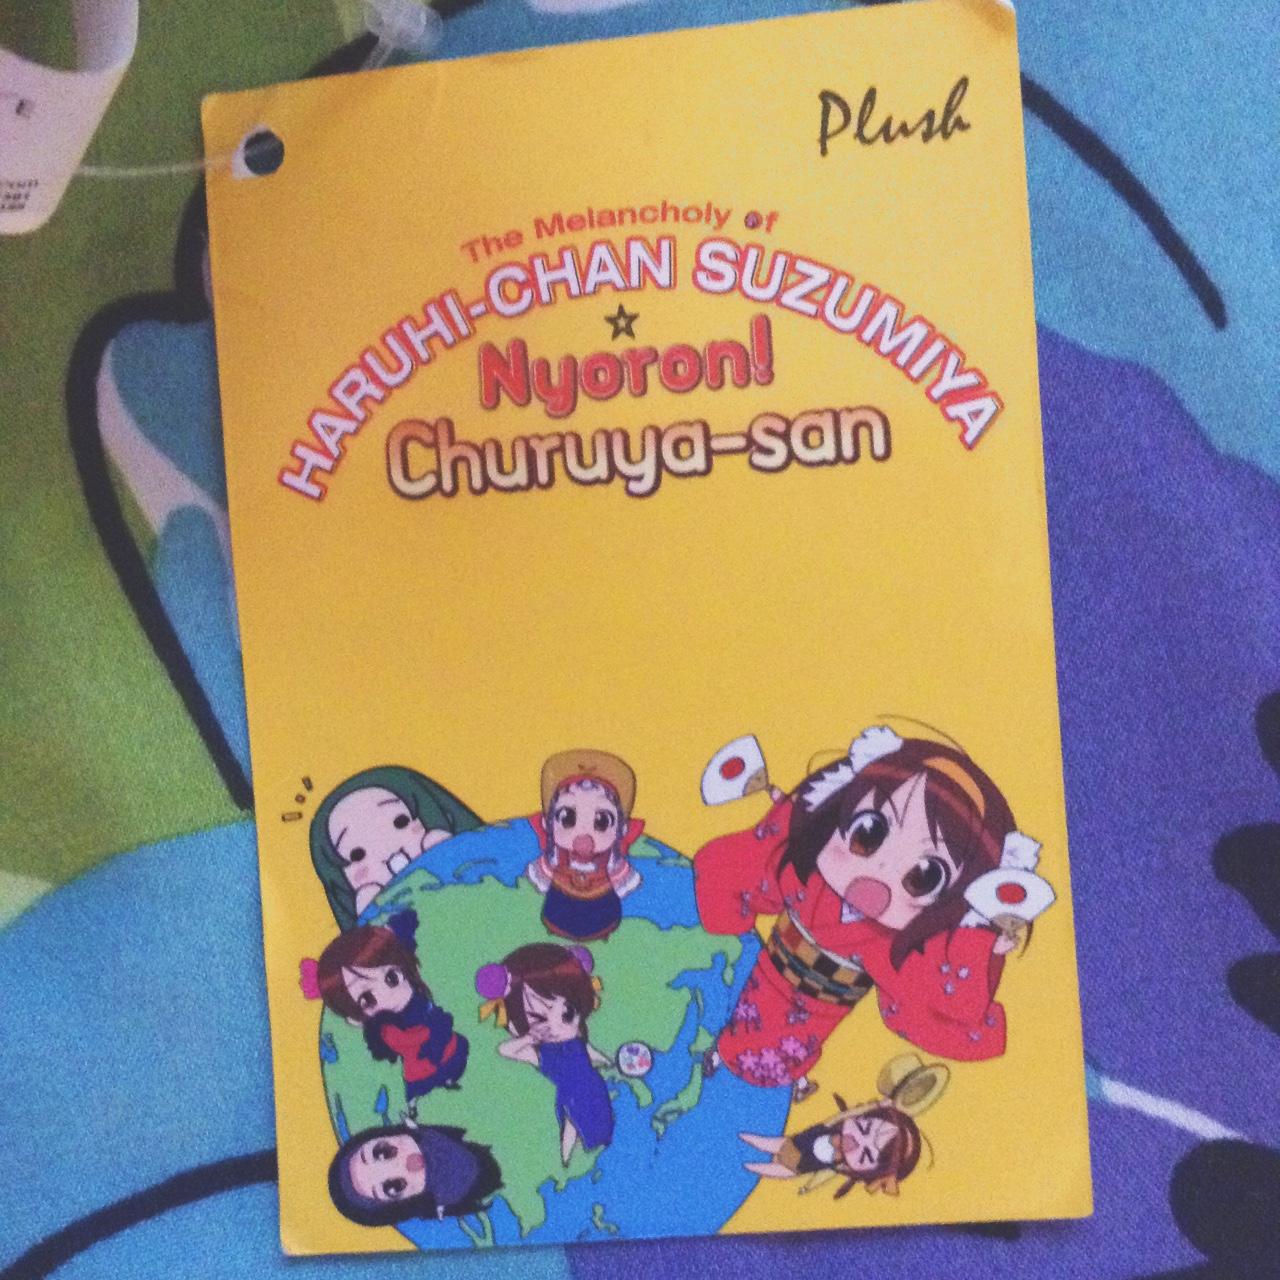 Plush
The Melancholy of
HARUHI-CHAN SUZUMIYA
☆
Nyoron!
Churuya-san